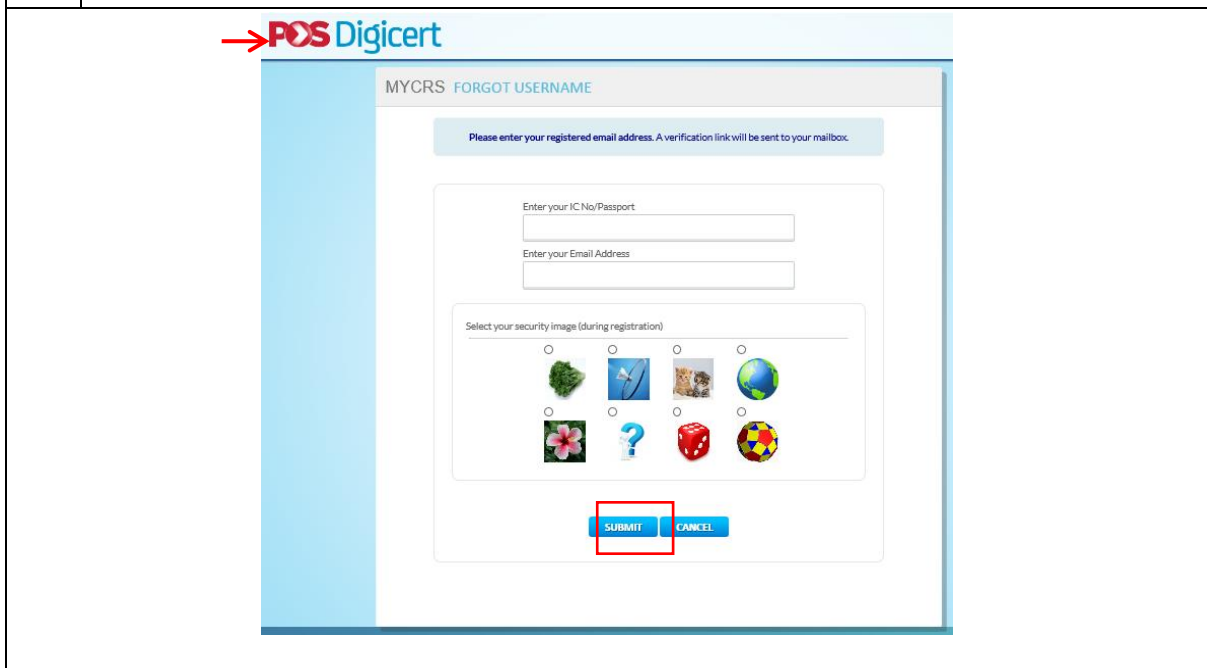 POS Digicert
MYCRS FORGOT USERNAME
Please enter your registered email address. A verification link will be sent to your mailbox.
Enter your IC No/Passport
Enter your Email Address
Select your security image (during registration)
SUBMIT CANCEL